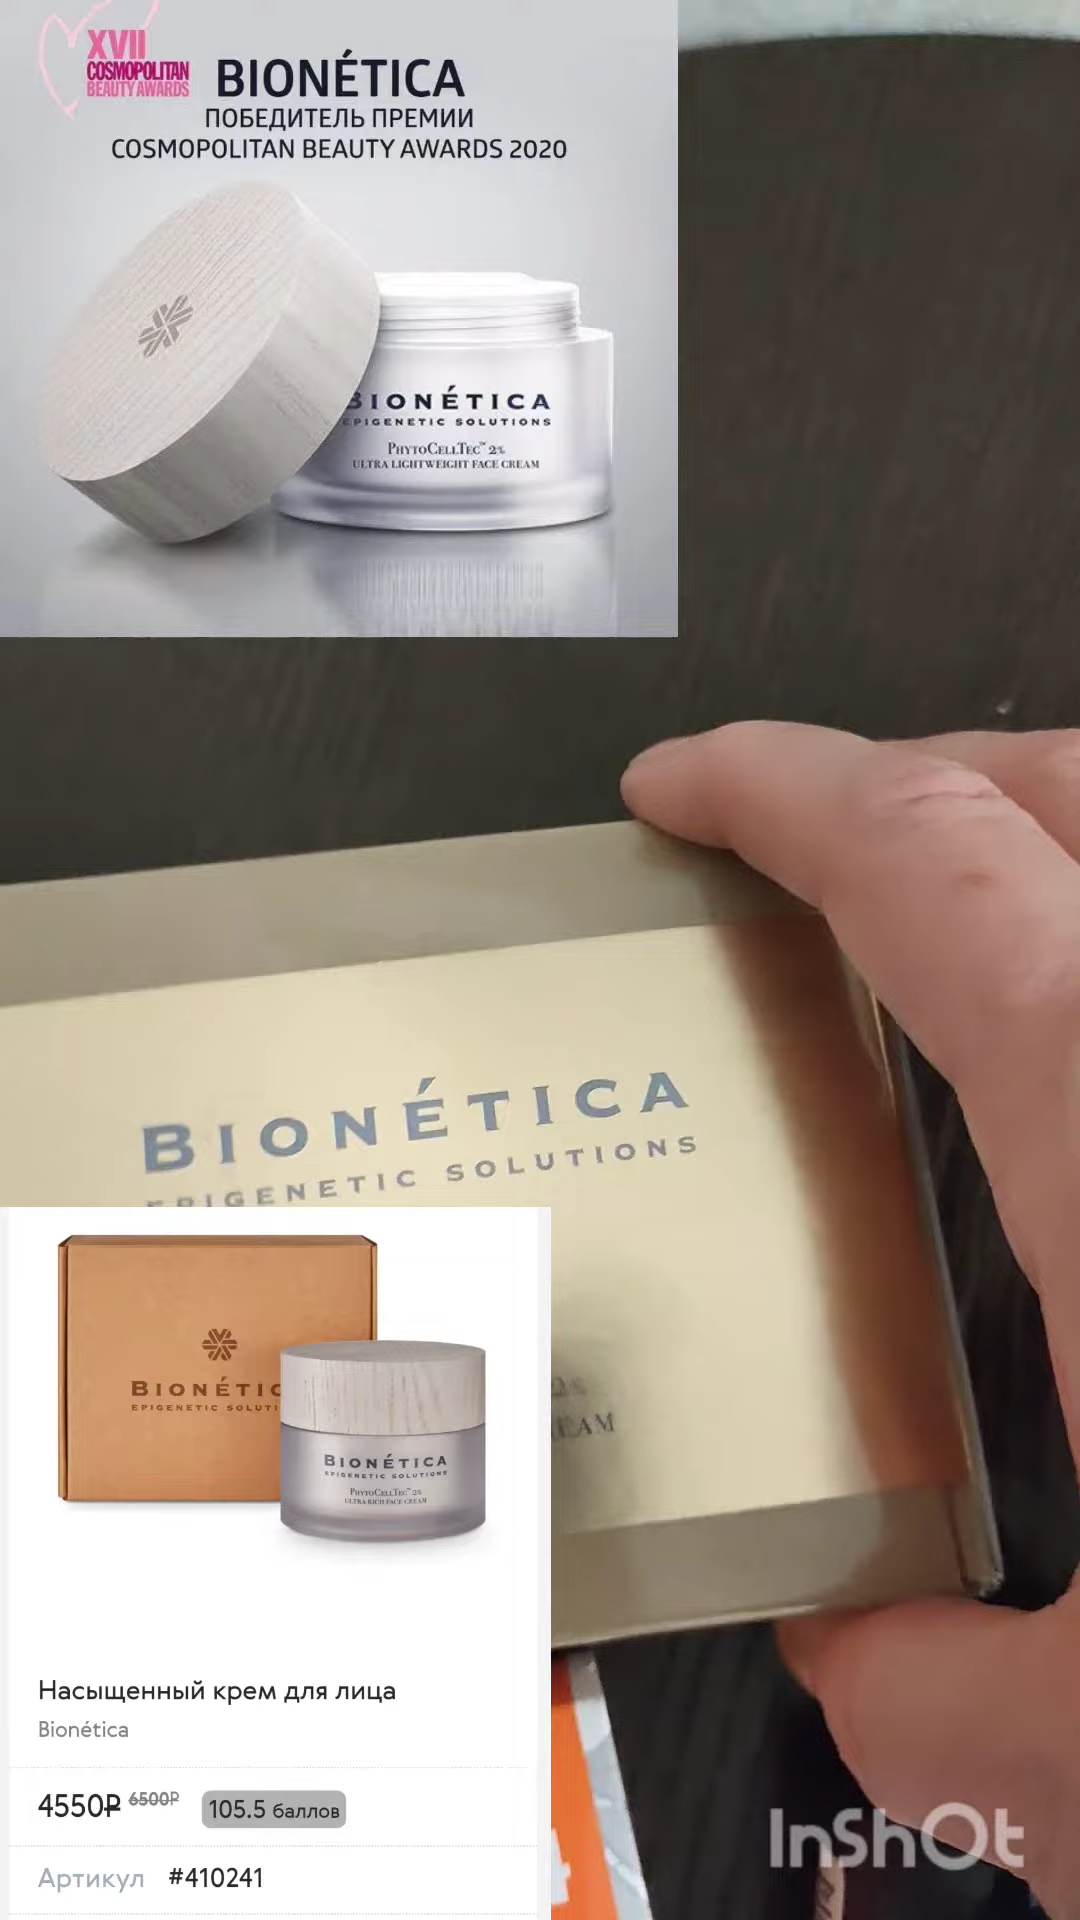 XVII
COSMOPOLITAN
BEAUTY AWARDS
BIONÉTICA
ПОБЕДИТЕЛЬ ПРЕМИИ
COSMOPOLITAN BEAUTY AWARDS 2020
BIONÉTICA
EPIGENETIC SOLUTIONS
PHYTOCELLTEC™ 2%
ULTRA LIGHTWEIGHT FACE CREAM
BIONÉTICA
EPIGENETIC SOLUTIONS
BIONÉTIC
EPIGENETIC SOLUTI
BIONÉTICA
EPIGENETIC SOLUTIONS
PHYTOCELLTEC™ 2%
ULTRA RICH FACE CREAM
Насыщенный крем для лица
Bionética
4550₽ 6500₽ 105.5 баллов
Артикул #410241
InShOt